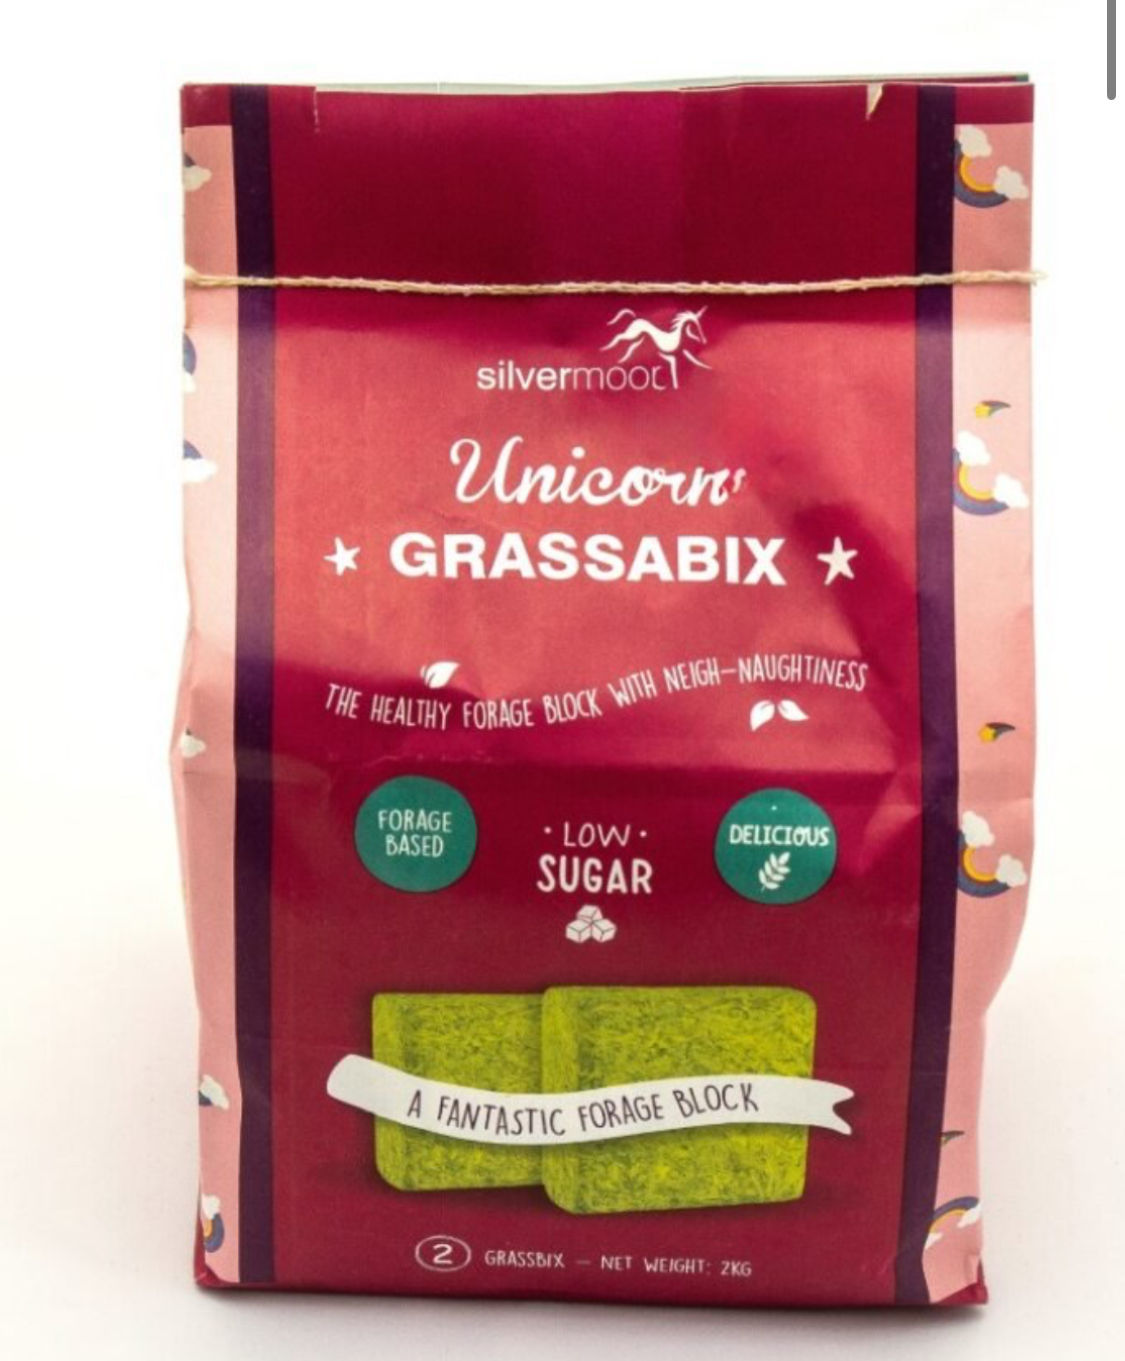 silvermoor
Unicorn
GRASSABIX
THE HEALTHY FORAGE BLOCK WITH NEIGH-NAUGHTINESS
FORAGE
BASED
· LOW ·
SUGAR
DELICIOUS
A FANTASTIC FORAGE BLOCK
2 GRASSBIX – NET WEIGHT: 2KG